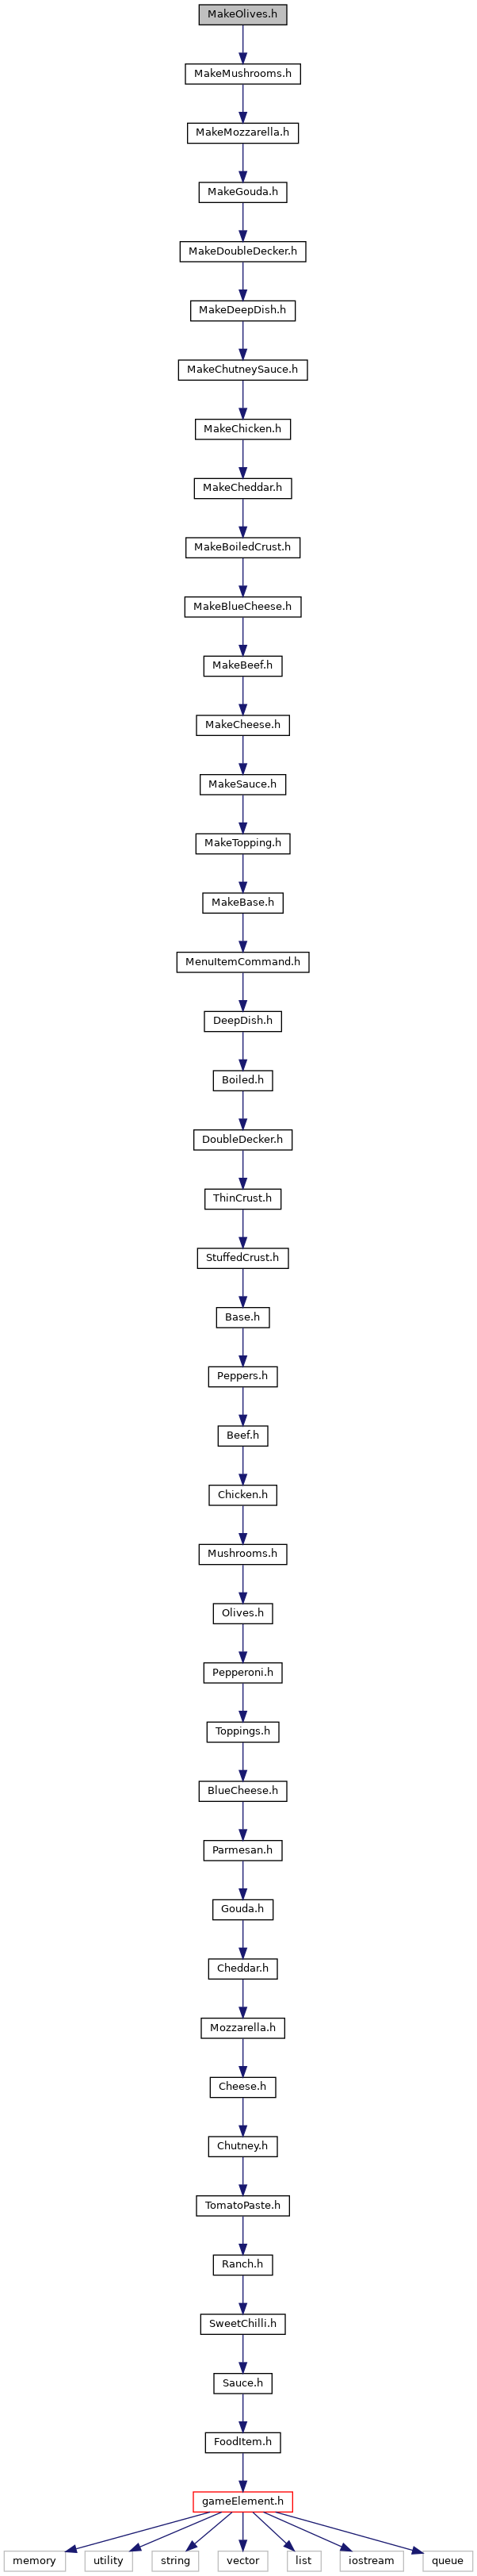 MakeOlives.h
MakeMushrooms.h
MakeMozzarella.h
MakeGouda.h
MakeDoubleDecker.h
MakeDeepDish.h
MakeChutneySauce.h
MakeChicken.h
MakeCheddar.h
MakeBoiledCrust.h
MakeBlueCheese.h
MakeBeef.h
MakeCheese.h
MakeSauce.h
MakeTopping.h
MakeBase.h
MenuItemCommand.h
DeepDish.h
Boiled.h
DoubleDecker.h
ThinCrust.h
StuffedCrust.h
Base.h
Peppers.h
Beef.h
Chicken.h
Mushrooms.h
Olives.h
Pepperoni.h
Toppings.h
BlueCheese.h
Parmesan.h
Gouda.h
Cheddar.h
Mozzarella.h
Cheese.h
Chutney.h
TomatoPaste.h
Ranch.h
SweetChilli.h
Sauce.h
FoodItem.h
gameElement.h
memory utility string vector list iostream queue